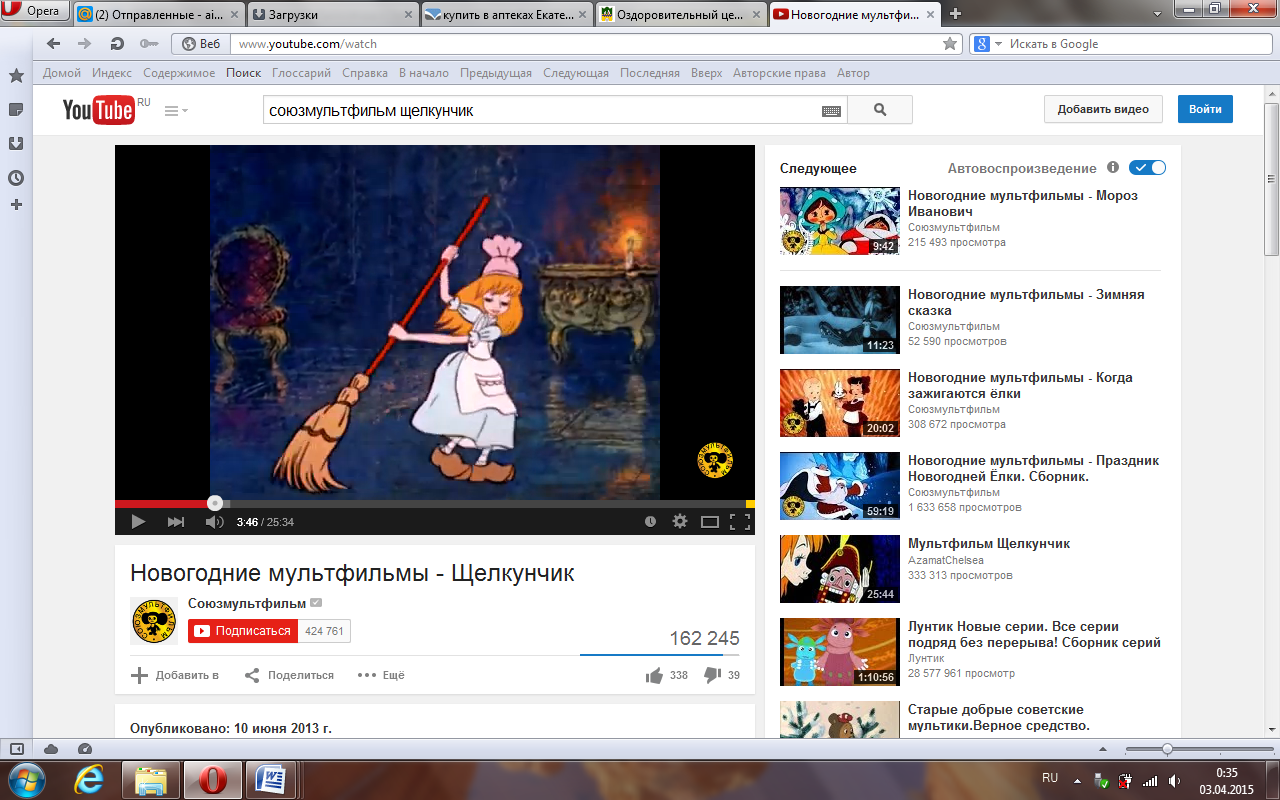 Opera
(2) Отправленные - ai...
Загрузки
купить в аптеках Екате...
Оздоровительный це...
Новогодние мультфи...
Веб
www.youtube.com/watch
Искать в Google
Домой Индекс Содержимое Поиск Глоссарий Справка В начало Предыдущая Следующая Последняя Вверх Авторские права Автор
YouTube RU
союзмультфильм щелкунчик
Добавить видео
Войти
3:46 / 25:34
Новогодние мультфильмы - Щелкунчик
СОЮЗМУЛЬТФИЛЬМ
Союзмультфильм
Подписаться 424 761
162 245
Добавить в Поделиться Ещё
338 39
Опубликовано: 10 июня 2013 г.
Следующее
Автовоспроизведение
9:42
Новогодние мультфильмы - Мороз
Иванович
Союзмультфильм
215 493 просмотра
11:23
Новогодние мультфильмы - Зимняя
сказка
Союзмультфильм
52 590 просмотров
20:02
Новогодние мультфильмы - Когда
зажигаются ёлки
Союзмультфильм
308 672 просмотра
59:19
Новогодние мультфильмы - Праздник
Новогодней Ёлки. Сборник.
Союзмультфильм
1 633 658 просмотров
25:44
Мультфильм Щелкунчик
AzamatChelsea
333 313 просмотров
1:10:56
Лунтик Новые серии. Все серии
подряд без перерыва! Сборник серий
Лунтик
28 577 961 просмотр
Старые добрые советские
мультики.Верное средство.
RU
0:35
03.04.2015